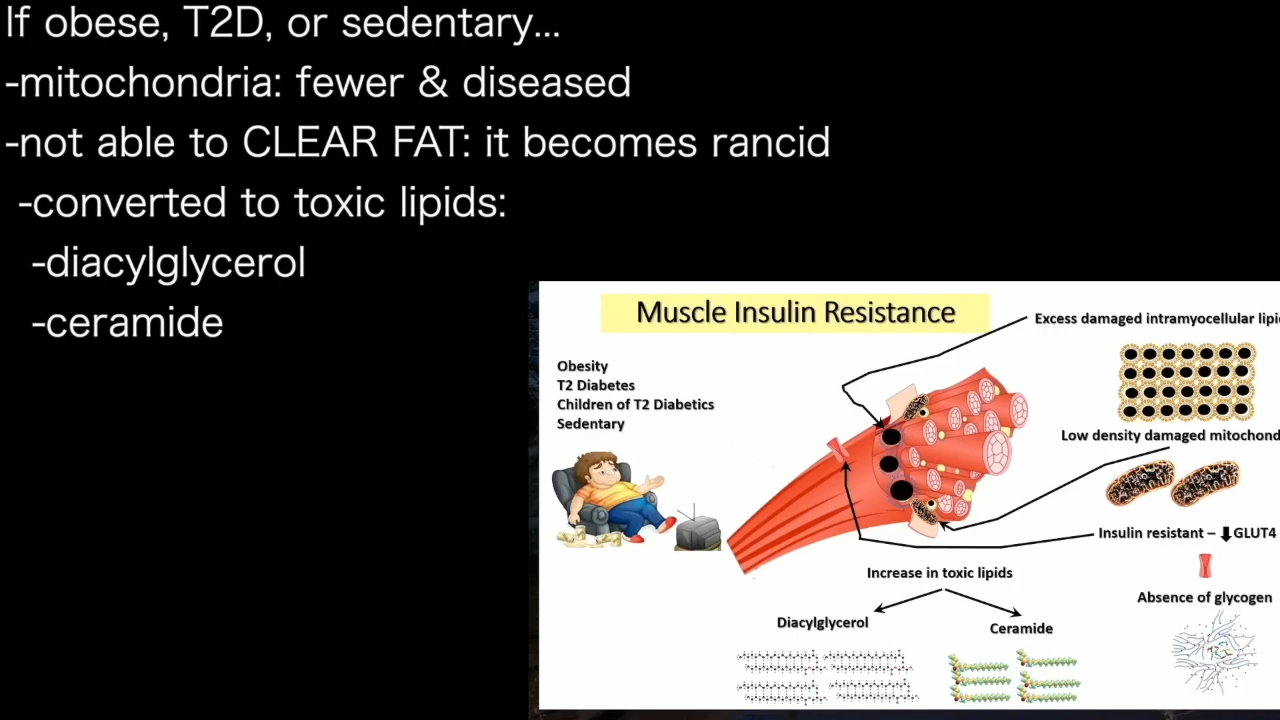 If obese, T2D, or sedentary...
-mitochondria: fewer & diseased
-not able to CLEAR FAT: it becomes rancid
-converted to toxic lipids:
-diacylglycerol
-ceramide
Muscle Insulin Resistance
Excess damaged intramyocellular
Obesity
T2 Diabetes
Children of T2 Diabetics
Sedentary
Low density damaged
Insulin resistant – ⬇GLUT4
Increase in toxic lipids
Absence of glycogen
Diacylglycerol
Ceramide